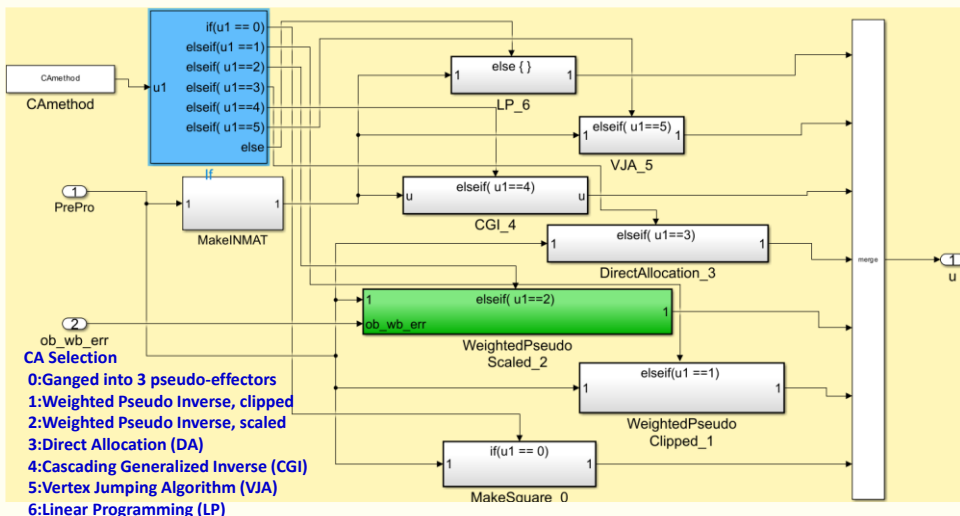 if(u1 == 0)
elseif(u1 ==1)
elseif( u1==2)
elseif( u1==3)
elseif( u1==4)
elseif( u1==5)
else
u1
If
CAmethod
CAmethod
else { }
1
1
LP_6
elseif( u1==5)
1
1
VJA_5
1
PrePro
1
1
MakeINMAT
elseif( u1==4)
u
u
CGI_4
elseif( u1==3)
1
1
DirectAllocation_3
merge
1
u
elseif( u1==2)
1
ob_wb_err
1
WeightedPseudo
Scaled_2
2
ob_wb_err
elseif(u1 ==1)
1
1
WeightedPseudo
Clipped_1
if(u1 == 0)
1
1
MakeSquare_0
CA Selection
0:Ganged into 3 pseudo-effectors
1:Weighted Pseudo Inverse, clipped
2:Weighted Pseudo Inverse, scaled
3:Direct Allocation (DA)
4:Cascading Generalized Inverse (CGI)
5:Vertex Jumping Algorithm (VJA)
6:Linear Programming (LP)